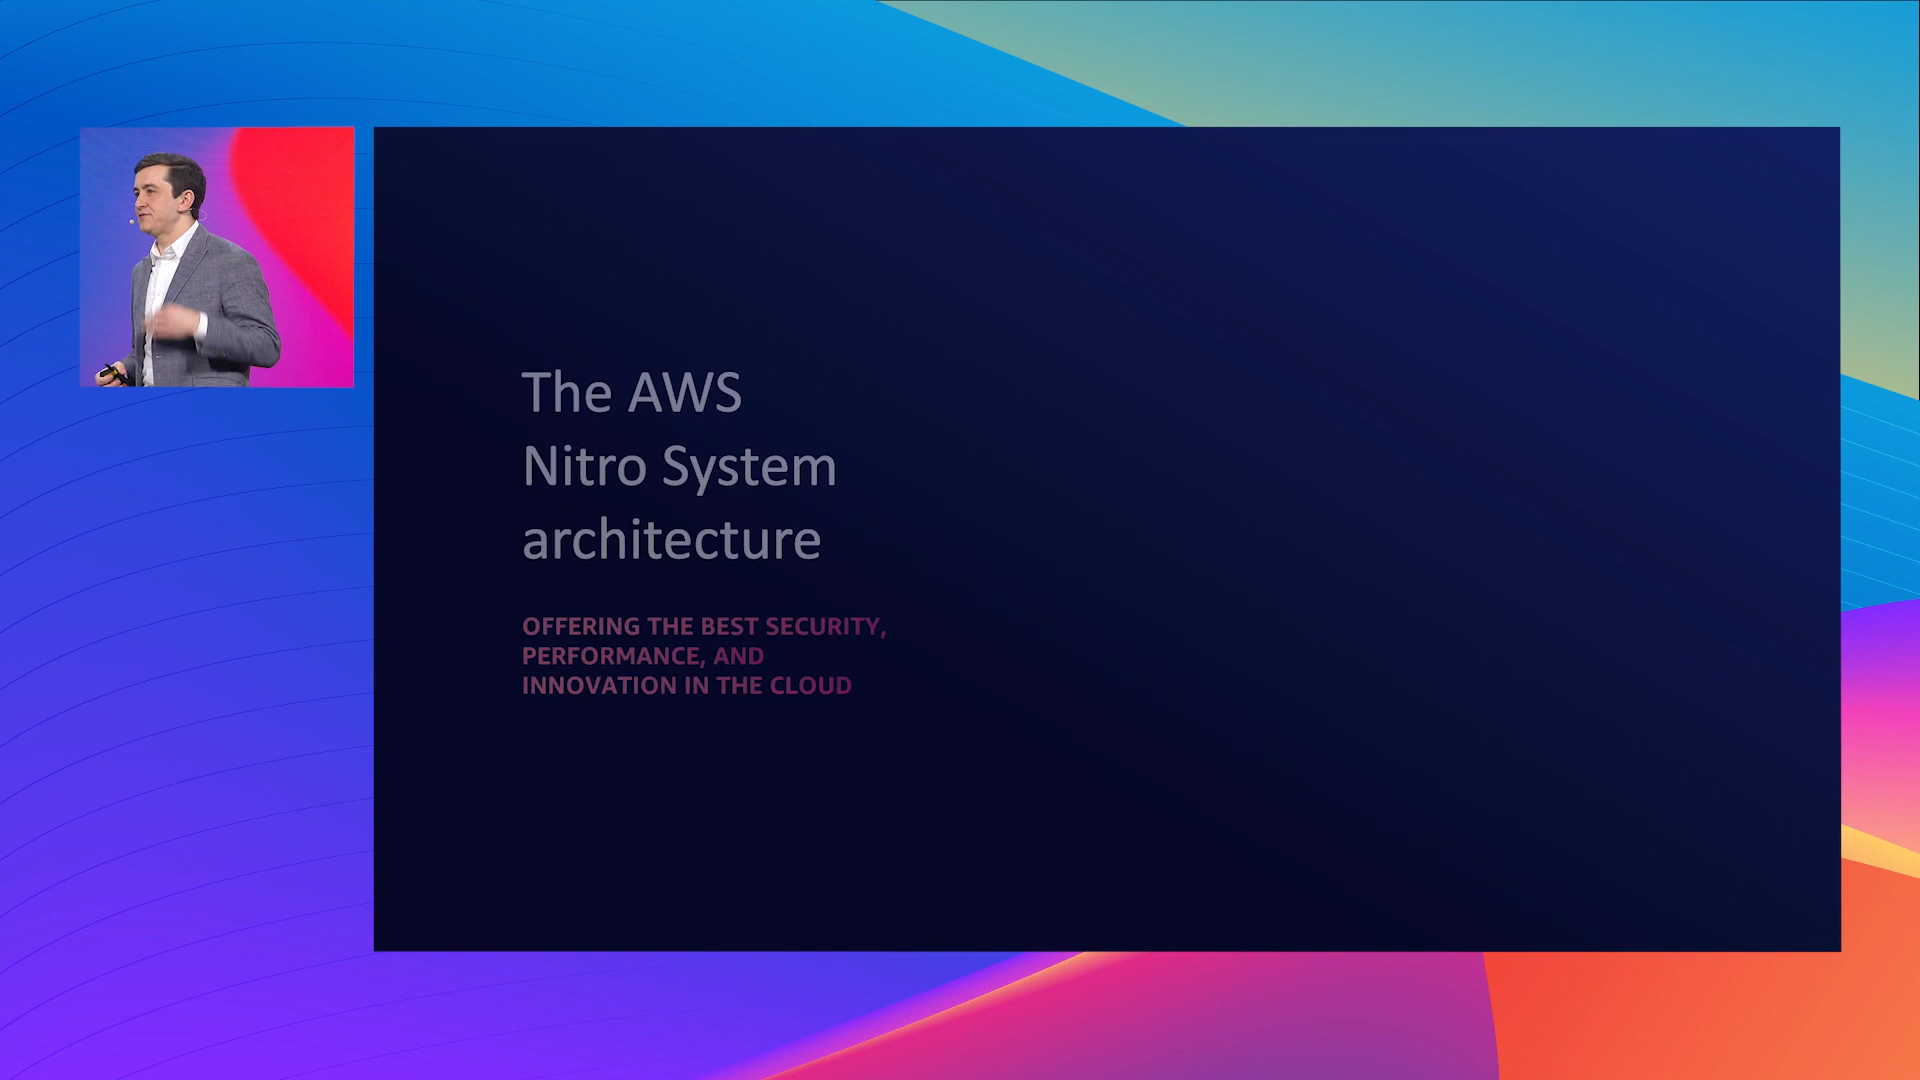 The AWS
Nitro System
architecture
OFFERING THE BEST SECURITY,
PERFORMANCE, AND
INNOVATION IN THE CLOUD